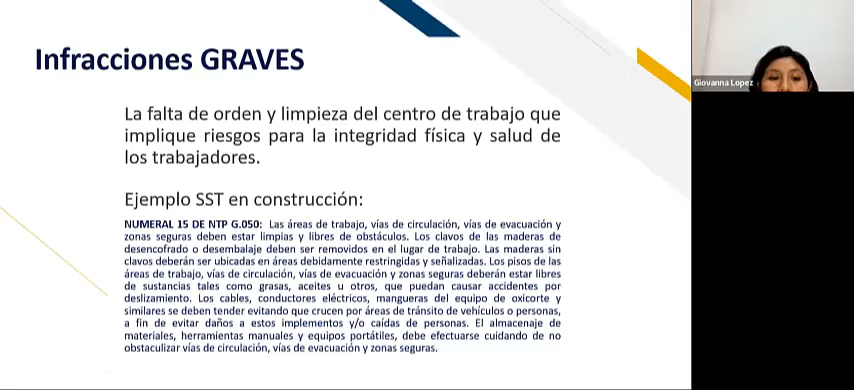 Infracciones GRAVES
Giovanna Lopez
La falta de orden y limpieza del centro de trabajo que
implique riesgos para la integridad física y salud de
los trabajadores.
Ejemplo SST en construcción:
NUMERAL 15 DE NTP G.050: Las áreas de trabajo, vías de circulación, vías de evacuación y
zonas seguras deben estar limpias y libres de obstáculos. Los clavos de las maderas de
desencofrado o desembalaje deben ser removidos en el lugar de trabajo. Las maderas sin
clavos deberán ser ubicadas en áreas debidamente restringidas y señalizadas. Los pisos de las
áreas de trabajo, vías de circulación, vías de evacuación y zonas seguras deberán estar libres
de sustancias tales como grasas, aceites u otros, que puedan causar accidentes por
deslizamiento. Los cables, conductores eléctricos, mangueras del equipo de oxicorte y
similares se deben tender evitando que crucen por áreas de tránsito de vehículos o personas,
a fin de evitar daños a estos implementos y/o caídas de personas. El almacenaje de
materiales, herramientas manuales y equipos portátiles, debe efectuarse cuidando de no
obstaculizar vías de circulación, vías de evacuación y zonas seguras.